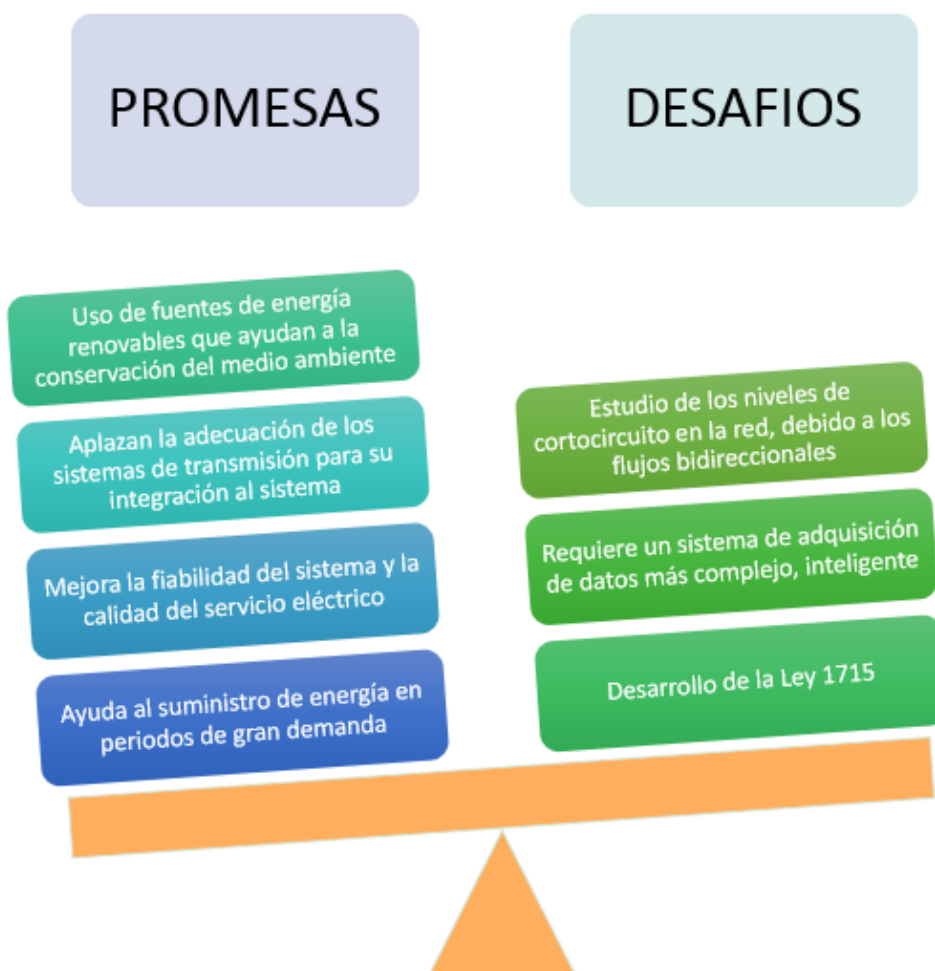 PROMESAS
DESAFIOS
Uso de fuentes de energía
renovables que ayudan a la
conservación del medio ambiente
Aplazan la adecuación de los
sistemas de transmisión para su
integración al sistema
Mejora la fiabilidad del sistema y la
calidad del servicio eléctrico
Ayuda al suministro de energía en
periodos de gran demanda
Estudio de los niveles de
cortocircuito en la red, debido a los
flujos bidireccionales
Requiere un sistema de adquisición
de datos más complejo, inteligente
Desarrollo de la Ley 1715